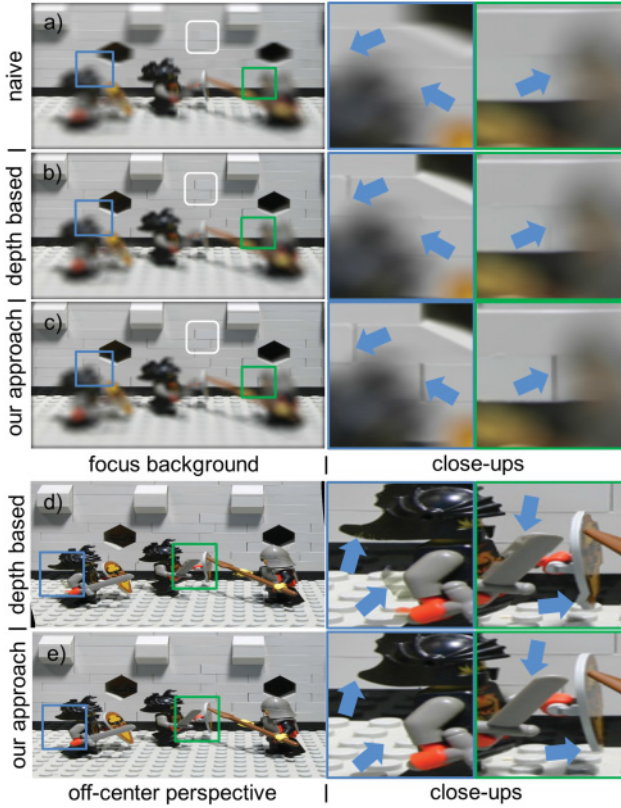 a)
naive
b)
depth based
c)
our approach
focus background
close-ups
d)
depth based
e)
our approach
off-center perspective
close-ups